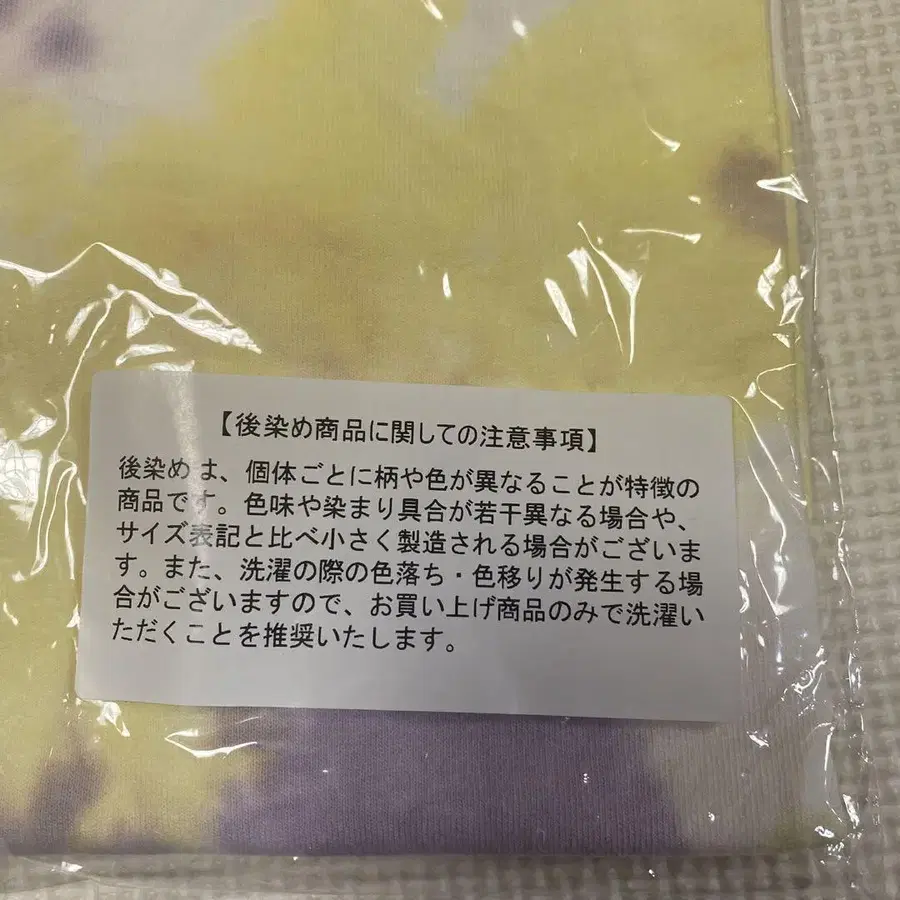 【後染め商品に関しての注意事項】
後染めは、個体ごとに柄や色が異なることが特徴の
商品です。色味や染まり具合が若干異なる場合や、
サイズ表記と比べ小さく製造される場合がございま
す。また、洗濯の際の色落ち・色移りが発生する場
合がございますので、お買い上げ商品のみで洗濯い
ただくことを推奨いたします。